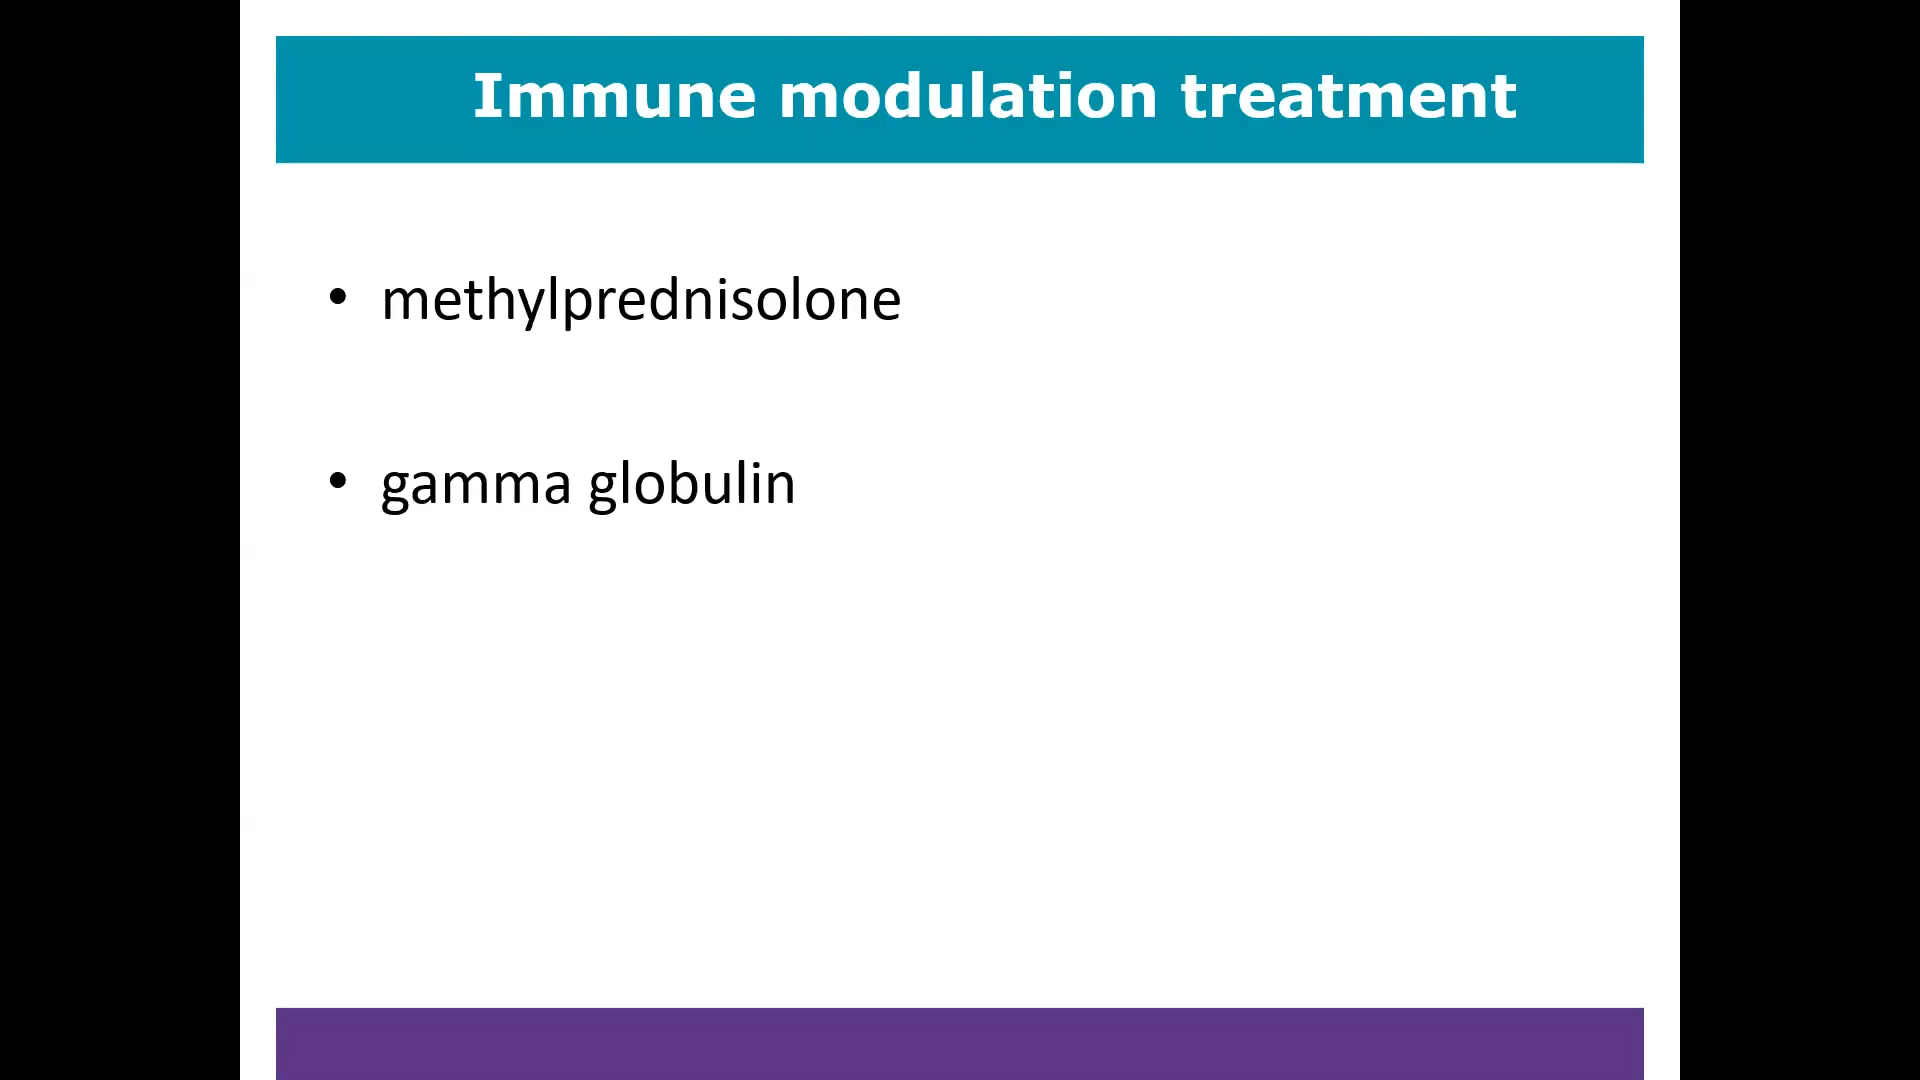 Immune modulation treatment
• methylprednisolone
• gamma globulin